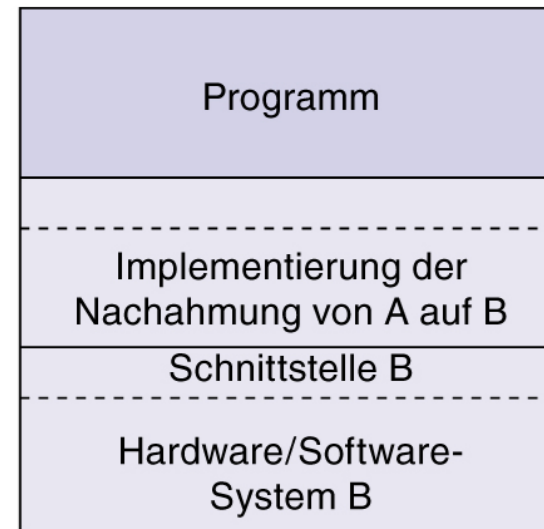 Programm
Implementierung der
Nachahmung von A auf B
Schnittstelle B
Hardware/Software-
System B